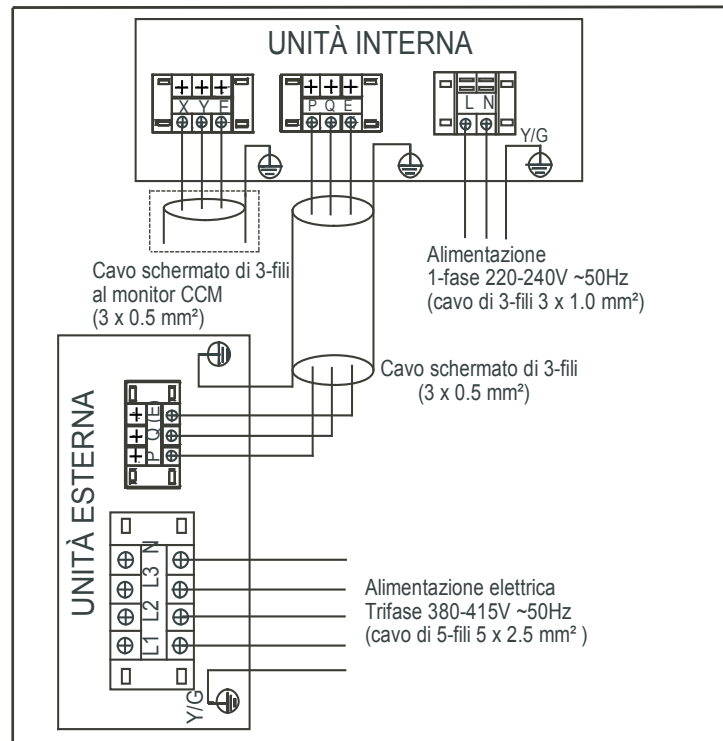 UNITÀ INTERNA
X Y E
P Q E
L N
Y/G
Cavo schermato di 3-fili
al monitor CCM
(3 x 0.5 mm²)
Alimentazione
1-fase 220-240V ~50Hz
(cavo di 3-fili 3 x 1.0 mm²)
Cavo schermato di 3-fili
(3 x 0.5 mm²)
UNITÀ ESTERNA
P Q (E)
L1 L2 L3 N
Y/G
Alimentazione elettrica
Trifase 380-415V ~50Hz
(cavo di 5-fili 5 x 2.5 mm² )